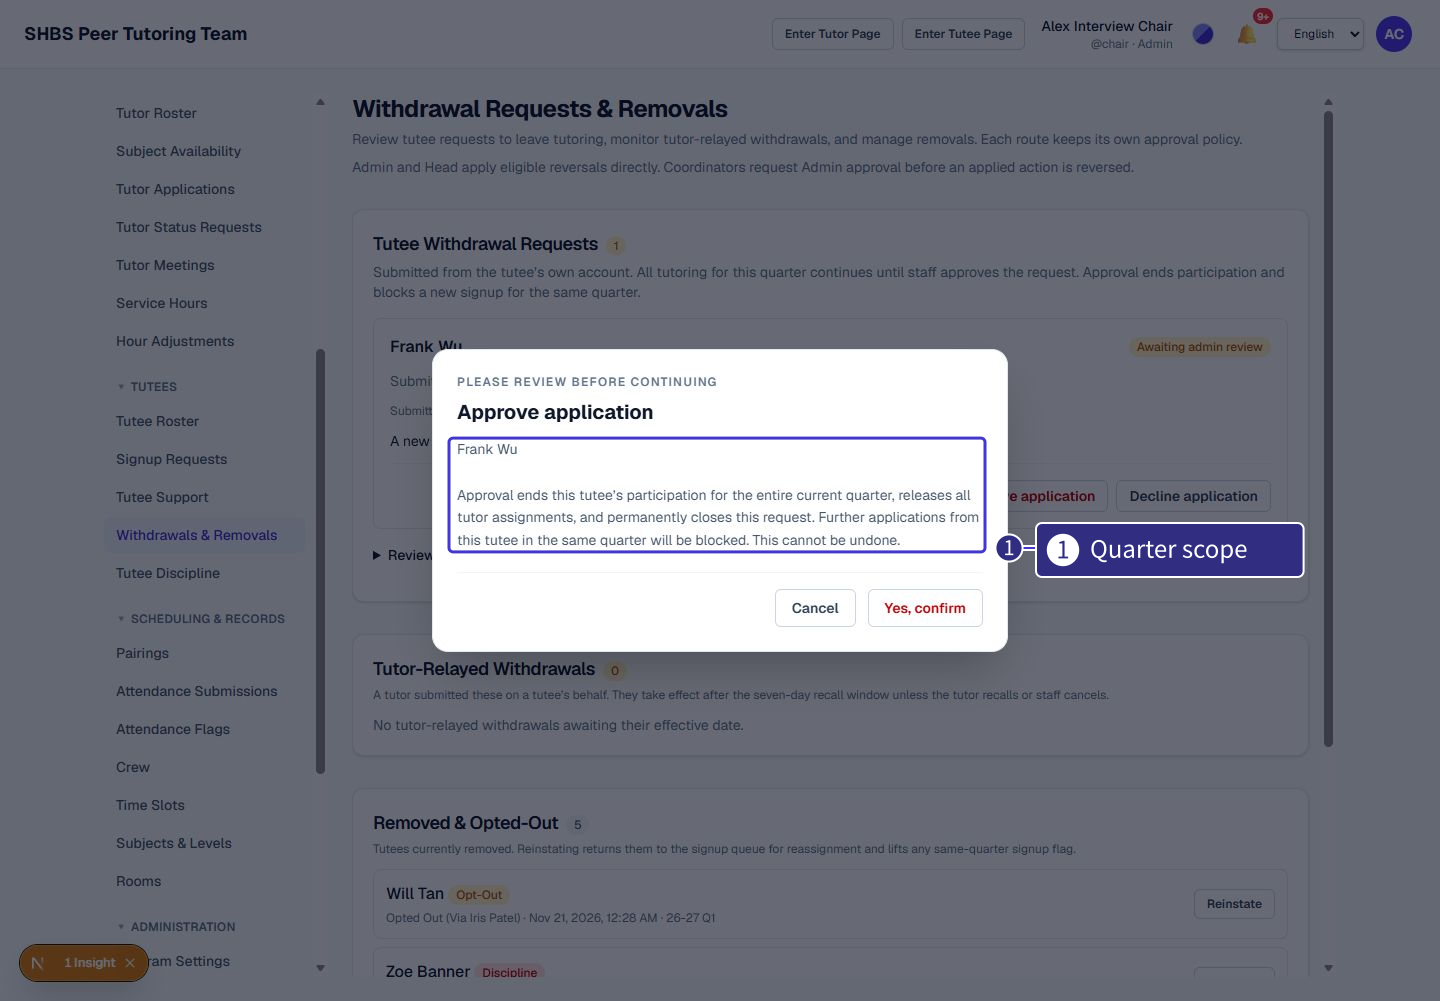 SHBS Peer Tutoring Team
Enter Tutor Page
Enter Tutee Page
Alex Interview Chair
@chair · Admin
9+
English
AC
Tutor Roster
Subject Availability
Tutor Applications
Tutor Status Requests
Tutor Meetings
Service Hours
Hour Adjustments
TUTEES
Tutee Roster
Signup Requests
Tutee Support
Withdrawals & Removals
Tutee Discipline
SCHEDULING & RECORDS
Pairings
Attendance Submissions
Attendance Flags
Crew
Time Slots
Subjects & Levels
Rooms
ADMINISTRATION
ram Settings
1 Insight
Withdrawal Requests & Removals
Review tutee requests to leave tutoring, monitor tutor-relayed withdrawals, and manage removals. Each route keeps its own approval policy.
Admin and Head apply eligible reversals directly. Coordinators request Admin approval before an applied action is reversed.
Tutee Withdrawal Requests 1
Submitted from the tutee's own account. All tutoring for this quarter continues until staff approves the request. Approval ends participation and
blocks a new signup for the same quarter.
Frank Wu
Awaiting admin review
Submi
Submitt
A new
e application
Decline application
Review
PLEASE REVIEW BEFORE CONTINUING
Approve application
Frank Wu
Approval ends this tutee's participation for the entire current quarter, releases all
tutor assignments, and permanently closes this request. Further applications from
this tutee in the same quarter will be blocked. This cannot be undone.
Cancel
Yes, confirm
1
1 Quarter scope
Tutor-Relayed Withdrawals 0
A tutor submitted these on a tutee's behalf. They take effect after the seven-day recall window unless the tutor recalls or staff cancels.
No tutor-relayed withdrawals awaiting their effective date.
Removed & Opted-Out 5
Tutees currently removed. Reinstating returns them to the signup queue for reassignment and lifts any same-quarter signup flag.
Will Tan Opt-Out
Opted Out (Via Iris Patel) · Nov 21, 2026, 12:28 AM · 26-27 Q1
Reinstate
Zoe Banner Discipline